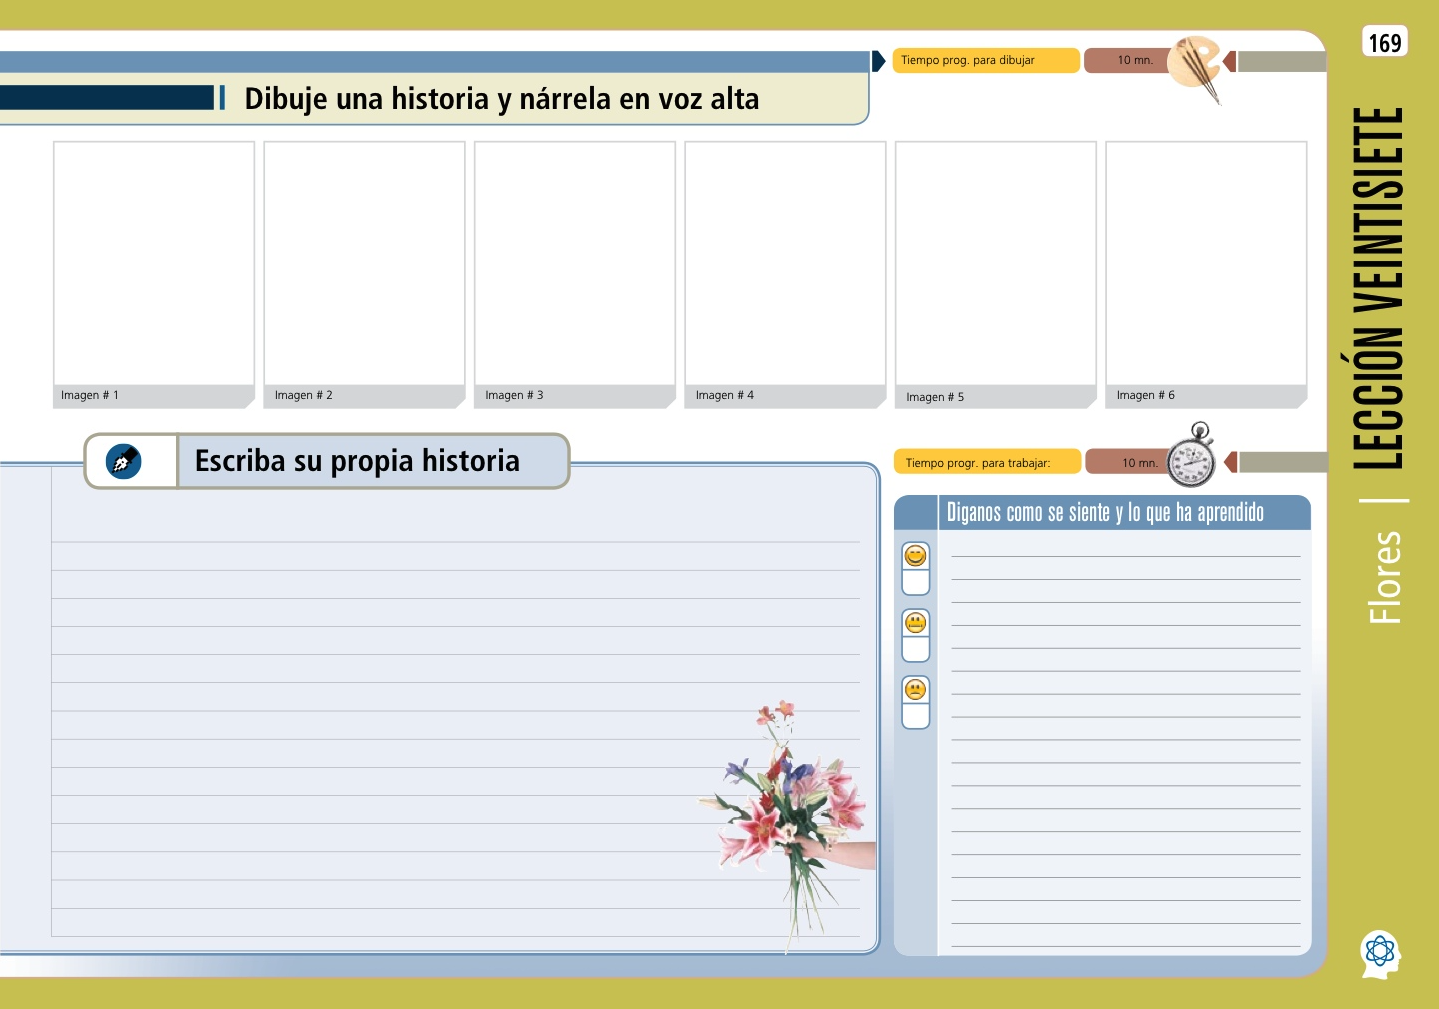 169
Tiempo prog. para dibujar
10 mn.
Dibuje una historia y nárrela en voz alta
Imagen # 1
Imagen # 2
Imagen # 3
Imagen # 4
Imagen # 5
Imagen # 6
Escriba su propia historia
Tiempo progr. para trabajar:
10 mn.
Diganos como se siente y lo que ha aprendido
LECCIÓN VEINTISIETE
Flores